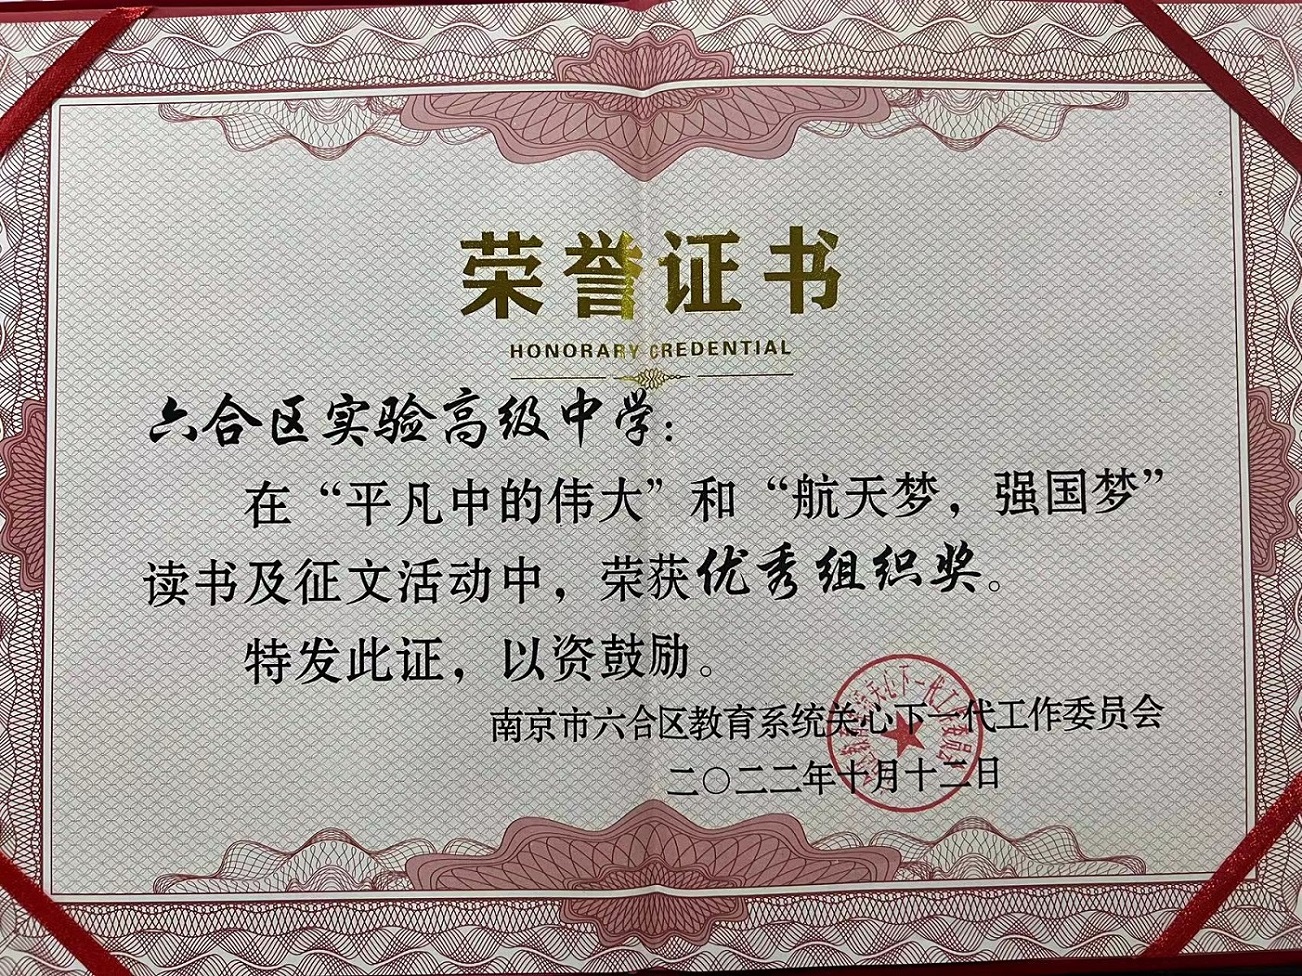 荣誉证书
HONORARY CREDENTIAL
六合区实验高级中学：
在“平凡中的伟大”和“航天梦，强国梦”
读书及征文活动中，荣获优秀组织奖。
特发此证，以资鼓励。
南京市六合区教育系统关心下一代工作委员会
二〇二二年十月十二日